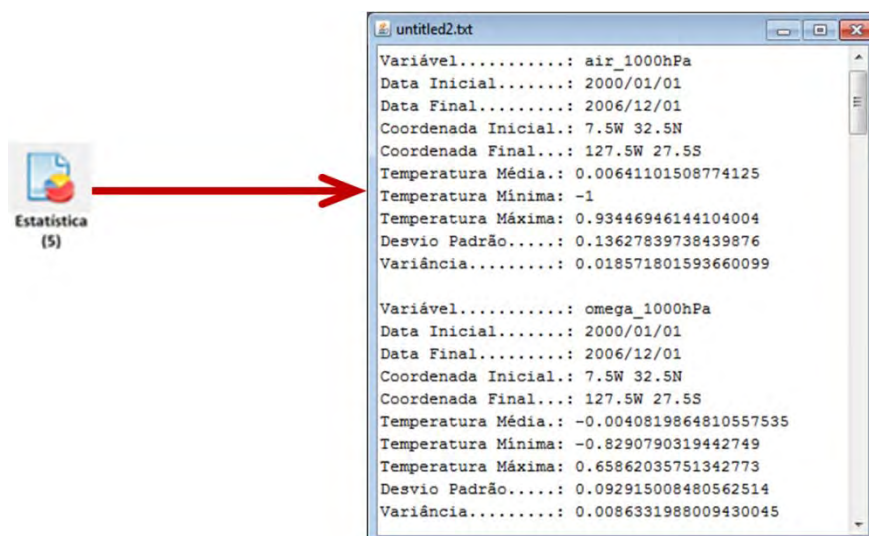 untitled2.txt
Variável...........: air_1000hPa
Data Inicial.......: 2000/01/01
Data Final.........: 2006/12/01
Coordenada Inicial.: 7.5W 32.5N
Coordenada Final...: 127.5W 27.5S
Temperatura Média.: 0.00641101508774125
Temperatura Mínima: -1
Temperatura Máxima: 0.93446946144104004
Desvio Padrão.....: 0.13627839738439876
Variância.........: 0.018571801593660099
Variável...........: omega_1000hPa
Data Inicial.......: 2000/01/01
Data Final.........: 2006/12/01
Coordenada Inicial.: 7.5W 32.5N
Coordenada Final...: 127.5W 27.5S
Temperatura Média.: -0.0040819864810557535
Temperatura Mínima: -0.8290790319442749
Temperatura Máxima: 0.65862035751342773
Desvio Padrão.....: 0.092915008480562514
Variância.........: 0.0086331988009430045
Estatística
(5)